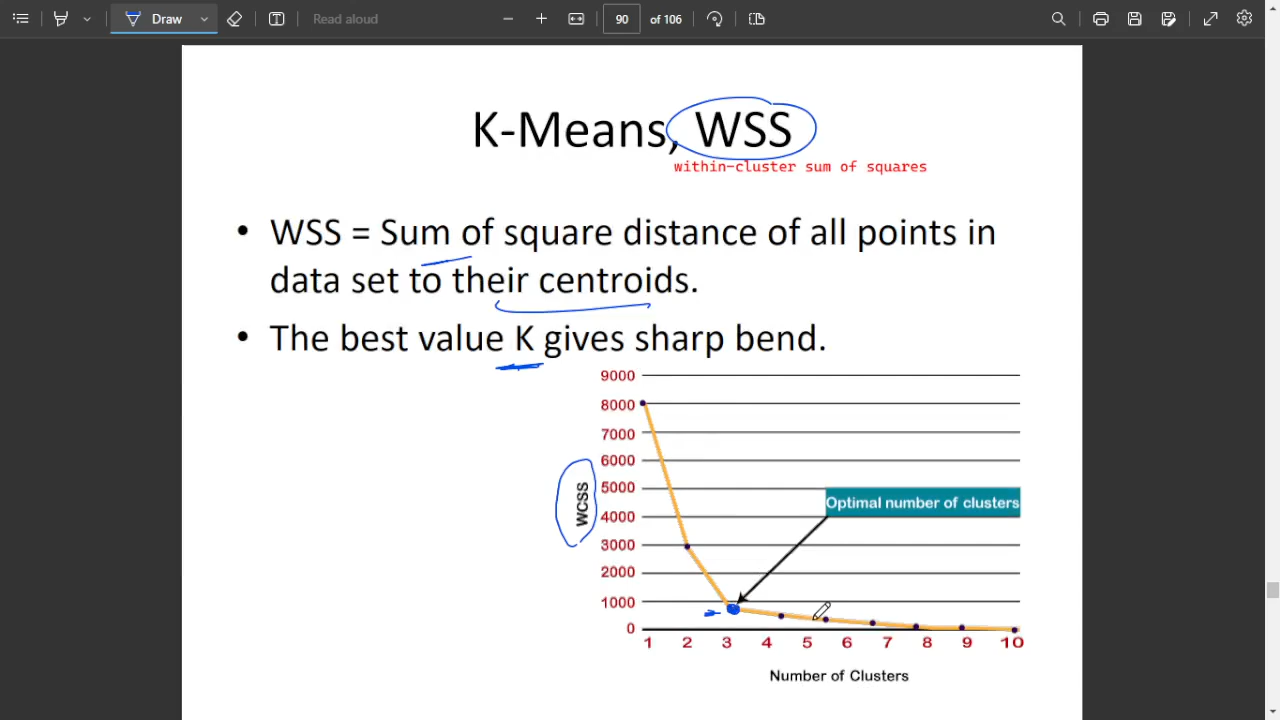 Draw
Read aloud
90 of 106
K-Means, WSS
within-cluster sum of squares
• WSS = Sum of square distance of all points in
data set to their centroids.
• The best value K gives sharp bend.
9000
8000
7000
6000
5000
4000
3000
2000
1000
0
WCSS
Optimal number of clusters
1 2 3 4 5 6 7 8 9 10
Number of Clusters